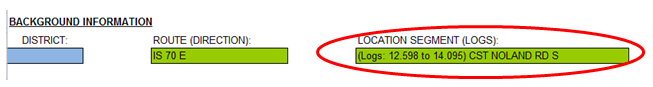 BACKGROUND INFORMATION
DISTRICT: ROUTE (DIRECTION): LOCATION SEGMENT (LOGS):
IS 70 E (Logs: 12.598 to 14.095) CST NOLAND RD S